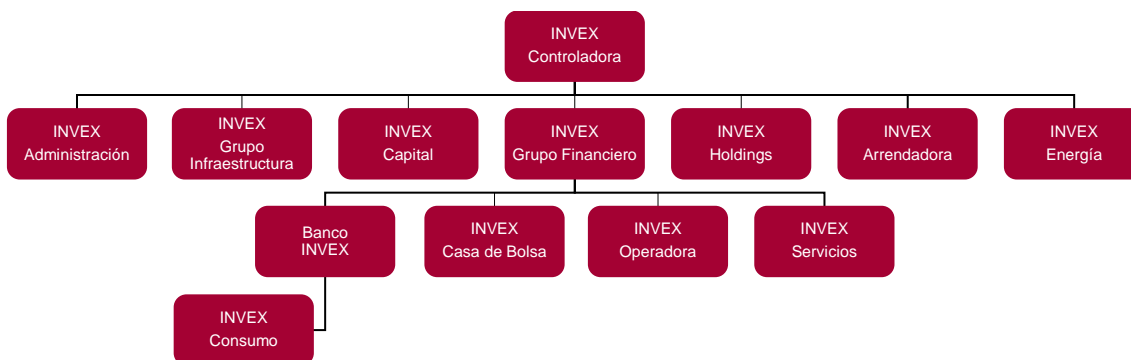 INVEX
Controladora
INVEX
Administración
INVEX
Grupo
Infraestructura
INVEX
Capital
INVEX
Grupo Financiero
INVEX
Holdings
INVEX
Arrendadora
INVEX
Energía
Banco
INVEX
INVEX
Casa de Bolsa
INVEX
Operadora
INVEX
Servicios
INVEX
Consumo